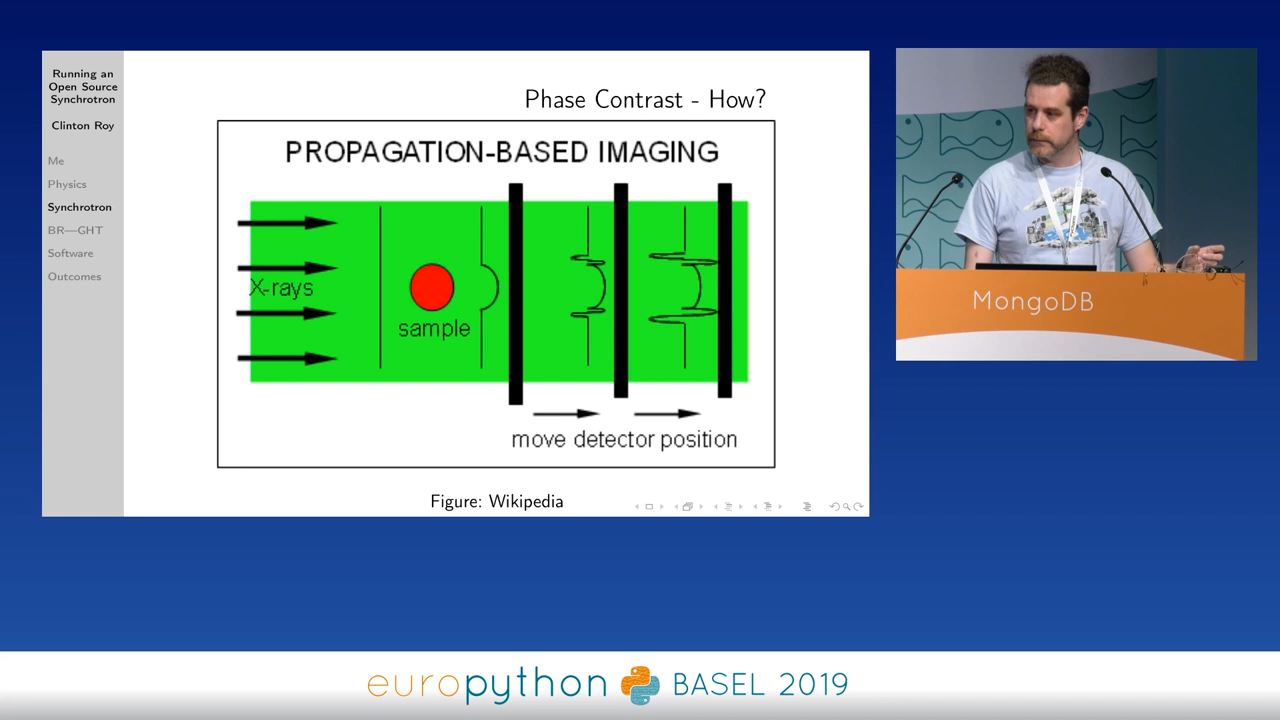 Running an
Open Source
Synchrotron
Clinton Roy
Me
Physics
Synchrotron
BR—GHT
Software
Outcomes
Phase Contrast - How?
PROPAGATION-BASED IMAGING
X-rays
sample
move detector position
Figure: Wikipedia
MongoDB
europython BASEL 2019